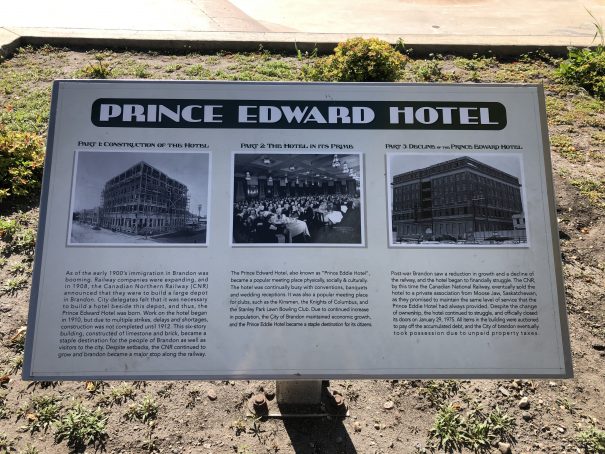 PRINCE EDWARD HOTEL
PART 1: CONSTRUCTION OF THE HOTEL
As of the early 1900's immigration in Brandon was
booming. Railway companies were expanding, and
in 1908, the Canadian Northern Railway (CNR)
announced that they were to build a large depot
in Brandon. City delegates felt that it was necessary
to build a hotel beside this depot, and thus, the
Prince Edward Hotel was born. Work on the hotel began
in 1910, but due to multiple strikes, delays and shortages,
construction was not completed until 1912. This six-story
building, constructed of limestone and brick, became a
staple destination for the people of Brandon as well as
visitors to the city. Despite setbacks, the CNR continued to
grow and brandon became a major stop along the railway.
PART 2: THE HOTEL IN ITS PRIME
The Prince Edward Hotel, also known as "Prince Eddie Hotel",
became a popular meeting place physically, socially & culturally.
The hotel was continually busy with conventions, banquets
and wedding receptions. It was also a popular meeting place
for clubs, such as the Kinsmen, the Knights of Columbus, and
the Stanley Park Lawn Bowling Club. Due to continued increase
in population, the City of Brandon maintained economic growth,
and the Prince Edward Hotel became a staple destination for its citizens
PART 3: DECLINE OF THE PRINCE EDWARD HOTEL
Post-war Brandon saw a reduction in growth and a decline of
the railway, and the hotel began to financially struggle. The CNR,
by this time the Canadian National Railway, eventually sold the
hotel to a private association from Moose Jaw, Saskatchewan,
as they promised to maintain the same level of service that the
Prince Eddie Hotel had always provided. Despite the change
of ownership, the hotel continued to struggle, and officially closed
its doors on January 29, 1975. All items in the building were auctioned
to pay off the accumulated debt, and the City of brandon eventually
took possession due to unpaid property taxes.